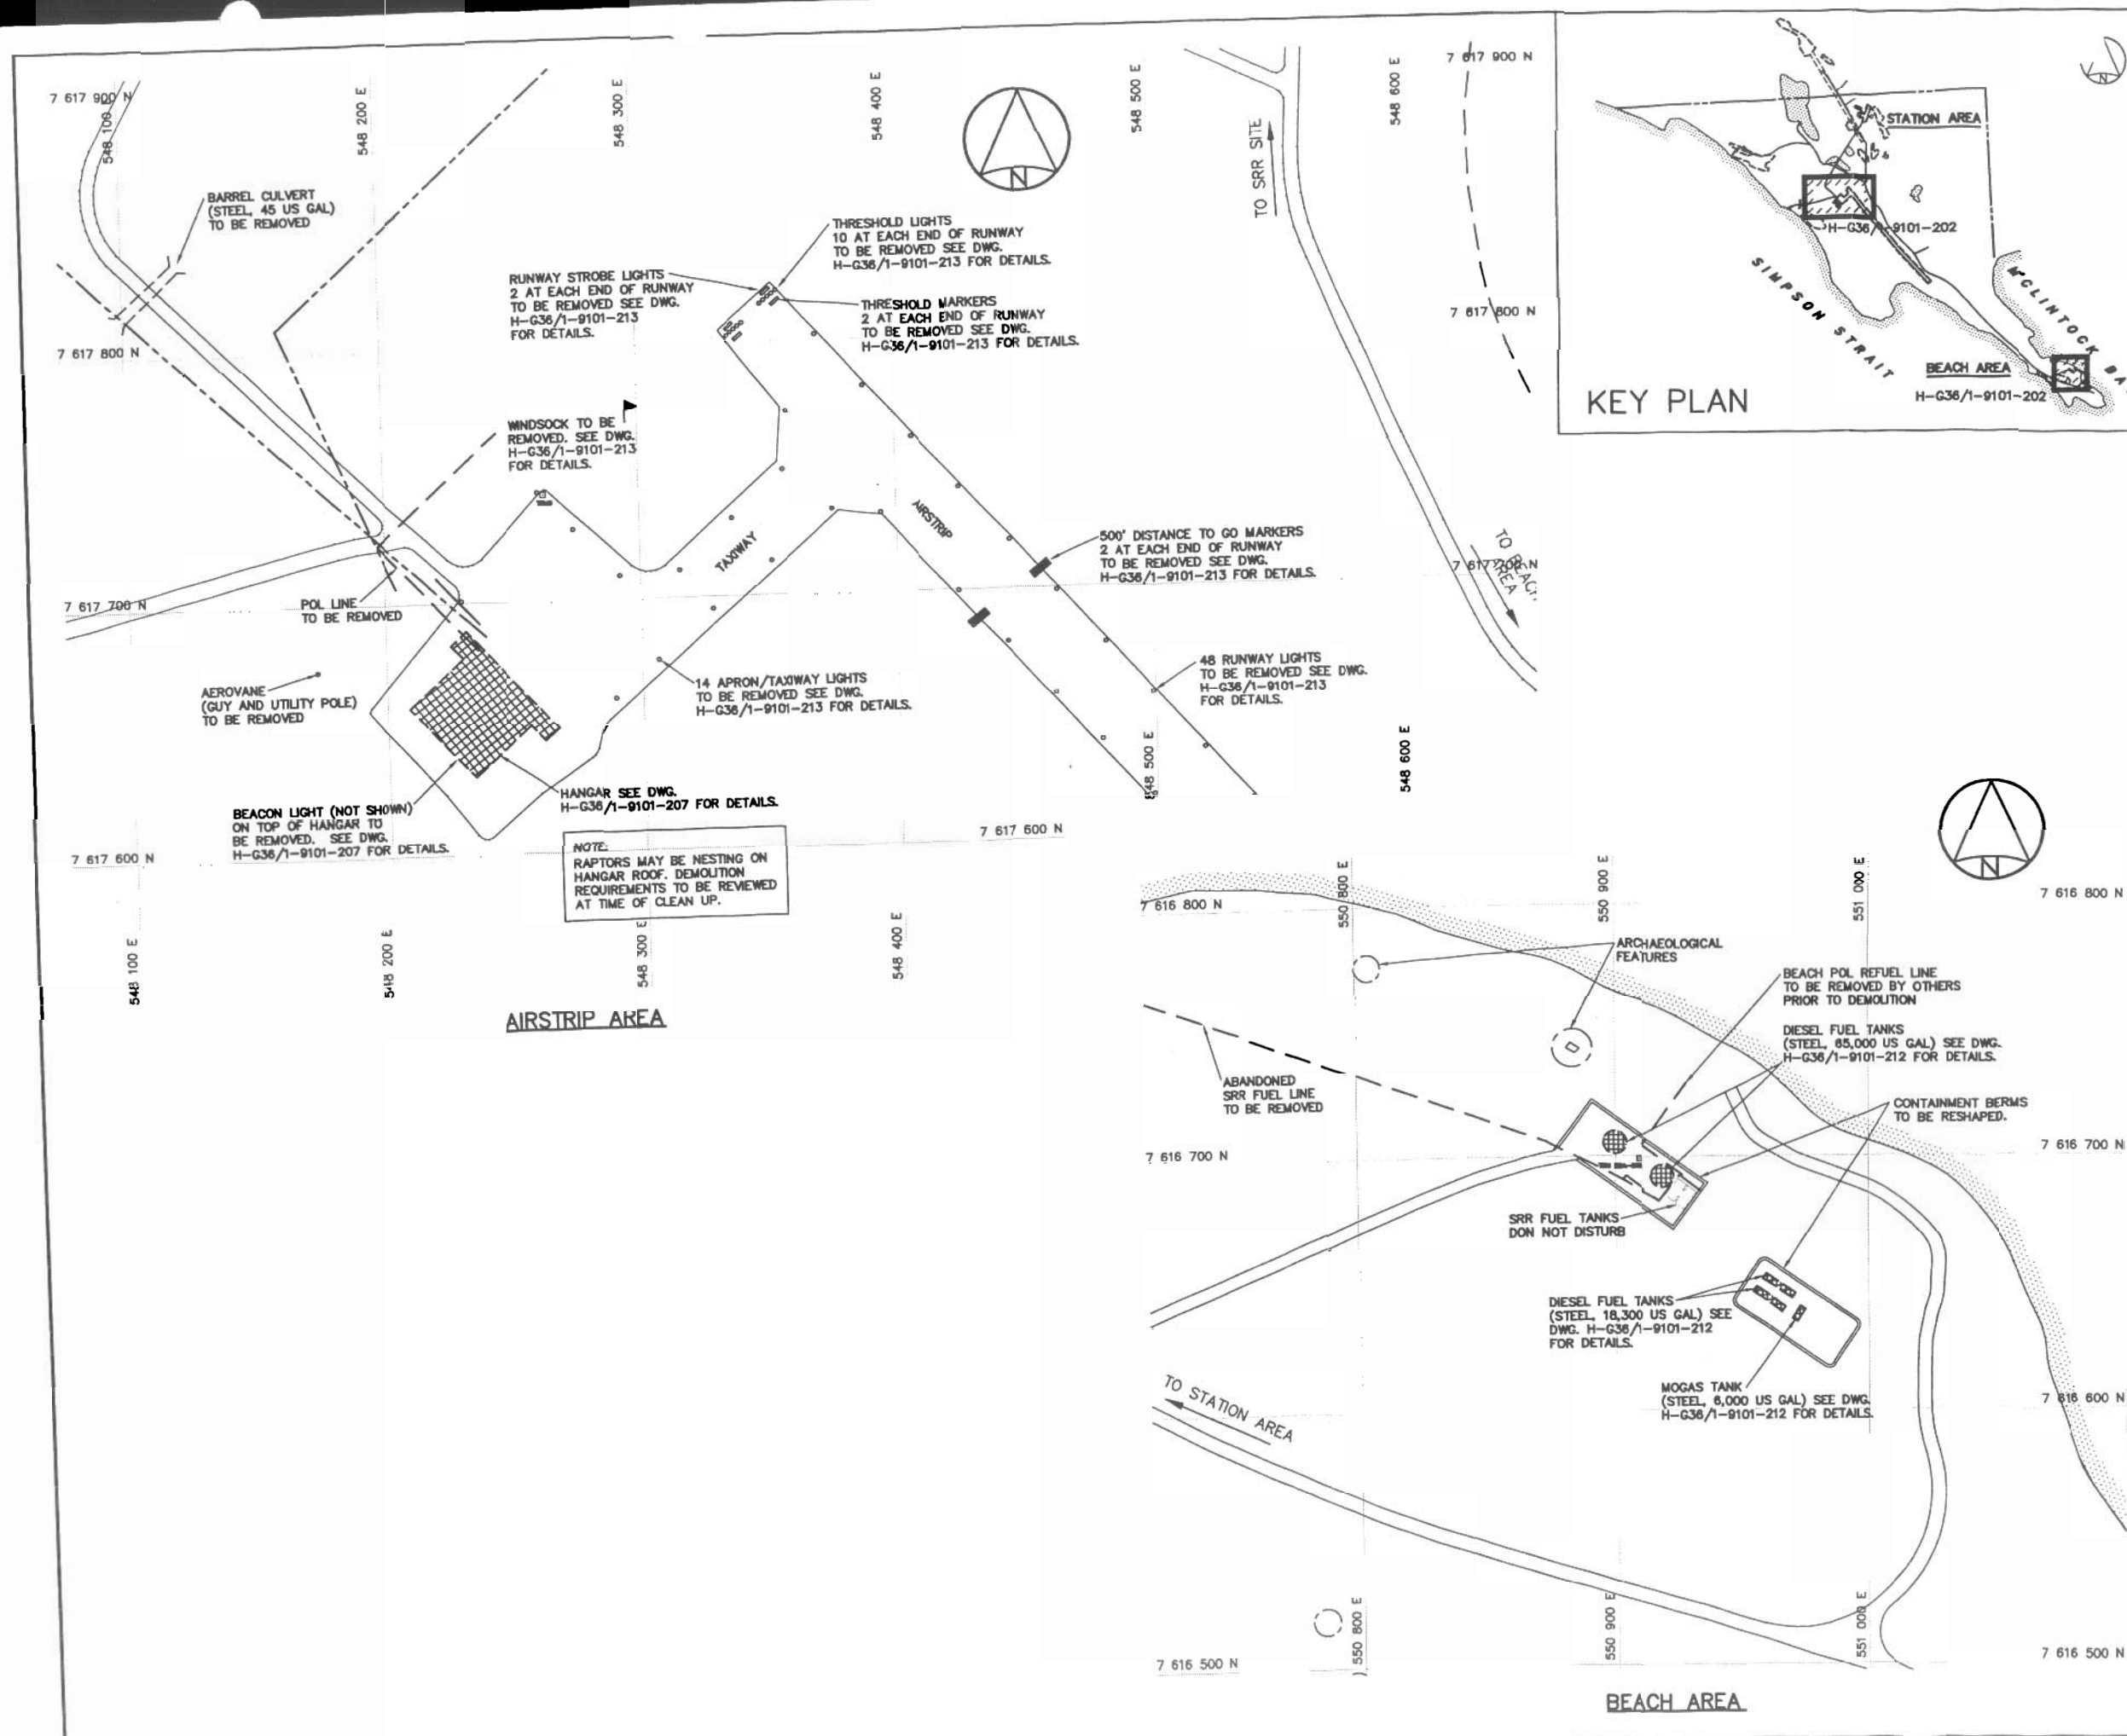 7 617 900 N
548 100 E
548 200 E
548 300 E
548 400 E
548 500 E
548 600 E
7 617 900 N
N
BARREL CULVERT
(STEEL, 45 US GAL)
TO BE REMOVED
TO SRR SITE
THRESHOLD LIGHTS
10 AT EACH END OF RUNWAY
TO BE REMOVED SEE DWG.
H-G36/1-9101-213 FOR DETAILS.
RUNWAY STROBE LIGHTS
2 AT EACH END OF RUNWAY
TO BE REMOVED SEE DWG.
H-G36/1-9101-213
FOR DETAILS.
THRESHOLD MARKERS
2 AT EACH END OF RUNWAY
TO BE REMOVED SEE DWG.
H-G36/1-9101-213 FOR DETAILS.
7 617 800 N
7 617 800 N
WINDSOCK TO BE
REMOVED. SEE DWG.
H-G36/1-9101-213
FOR DETAILS.
AIRSTRIP
TAXIWAY
500' DISTANCE TO GO MARKERS
2 AT EACH END OF RUNWAY
TO BE REMOVED SEE DWG.
H-G36/1-9101-213 FOR DETAILS.
TO BEACH
AREA
7 617 700 N
7 617 700 N
POL LINE
TO BE REMOVED
AEROVANE
(GUY AND UTILITY POLE)
TO BE REMOVED
14 APRON/TAXIWAY LIGHTS
TO BE REMOVED SEE DWG.
H-G36/1-9101-213 FOR DETAILS.
48 RUNWAY LIGHTS
TO BE REMOVED SEE DWG.
H-G36/1-9101-213
FOR DETAILS.
548 500 E
548 600 E
HANGAR SEE DWG.
H-G36/1-9101-207 FOR DETAILS.
BEACON LIGHT (NOT SHOWN)
ON TOP OF HANGAR TO
BE REMOVED. SEE DWG.
H-G36/1-9101-207 FOR DETAILS.
7 617 600 N
7 617 600 N
NOTE:
RAPTORS MAY BE NESTING ON
HANGAR ROOF. DEMOLITION
REQUIREMENTS TO BE REVIEWED
AT TIME OF CLEAN UP.
548 100 E
548 200 E
548 300 E
548 400 E
AIRSTRIP AREA
N
STATION AREA
H-G36/1-9101-202
SIMPSON STRAIT
McCLINTOCK BA
BEACH AREA
H-G36/1-9101-202
KEY PLAN
N
550 800 E
550 900 E
551 000 E
7 616 800 N
7 616 800 N
ARCHAEOLOGICAL
FEATURES
BEACH POL REFUEL LINE
TO BE REMOVED BY OTHERS
PRIOR TO DEMOLITION
DIESEL FUEL TANKS
(STEEL, 65,000 US GAL) SEE DWG.
H-G36/1-9101-212 FOR DETAILS.
ABANDONED
SRR FUEL LINE
TO BE REMOVED
CONTAINMENT BERMS
TO BE RESHAPED.
7 616 700 N
7 616 700 N
SRR FUEL TANKS
DON NOT DISTURB
DIESEL FUEL TANKS
(STEEL, 18,300 US GAL) SEE
DWG. H-G36/1-9101-212
FOR DETAILS.
MOGAS TANK
(STEEL, 6,000 US GAL) SEE DWG.
H-G36/1-9101-212 FOR DETAILS.
7 616 600 N
TO STATION AREA
550 800 E
550 900 E
551 000 E
7 616 500 N
7 616 500 N
BEACH AREA